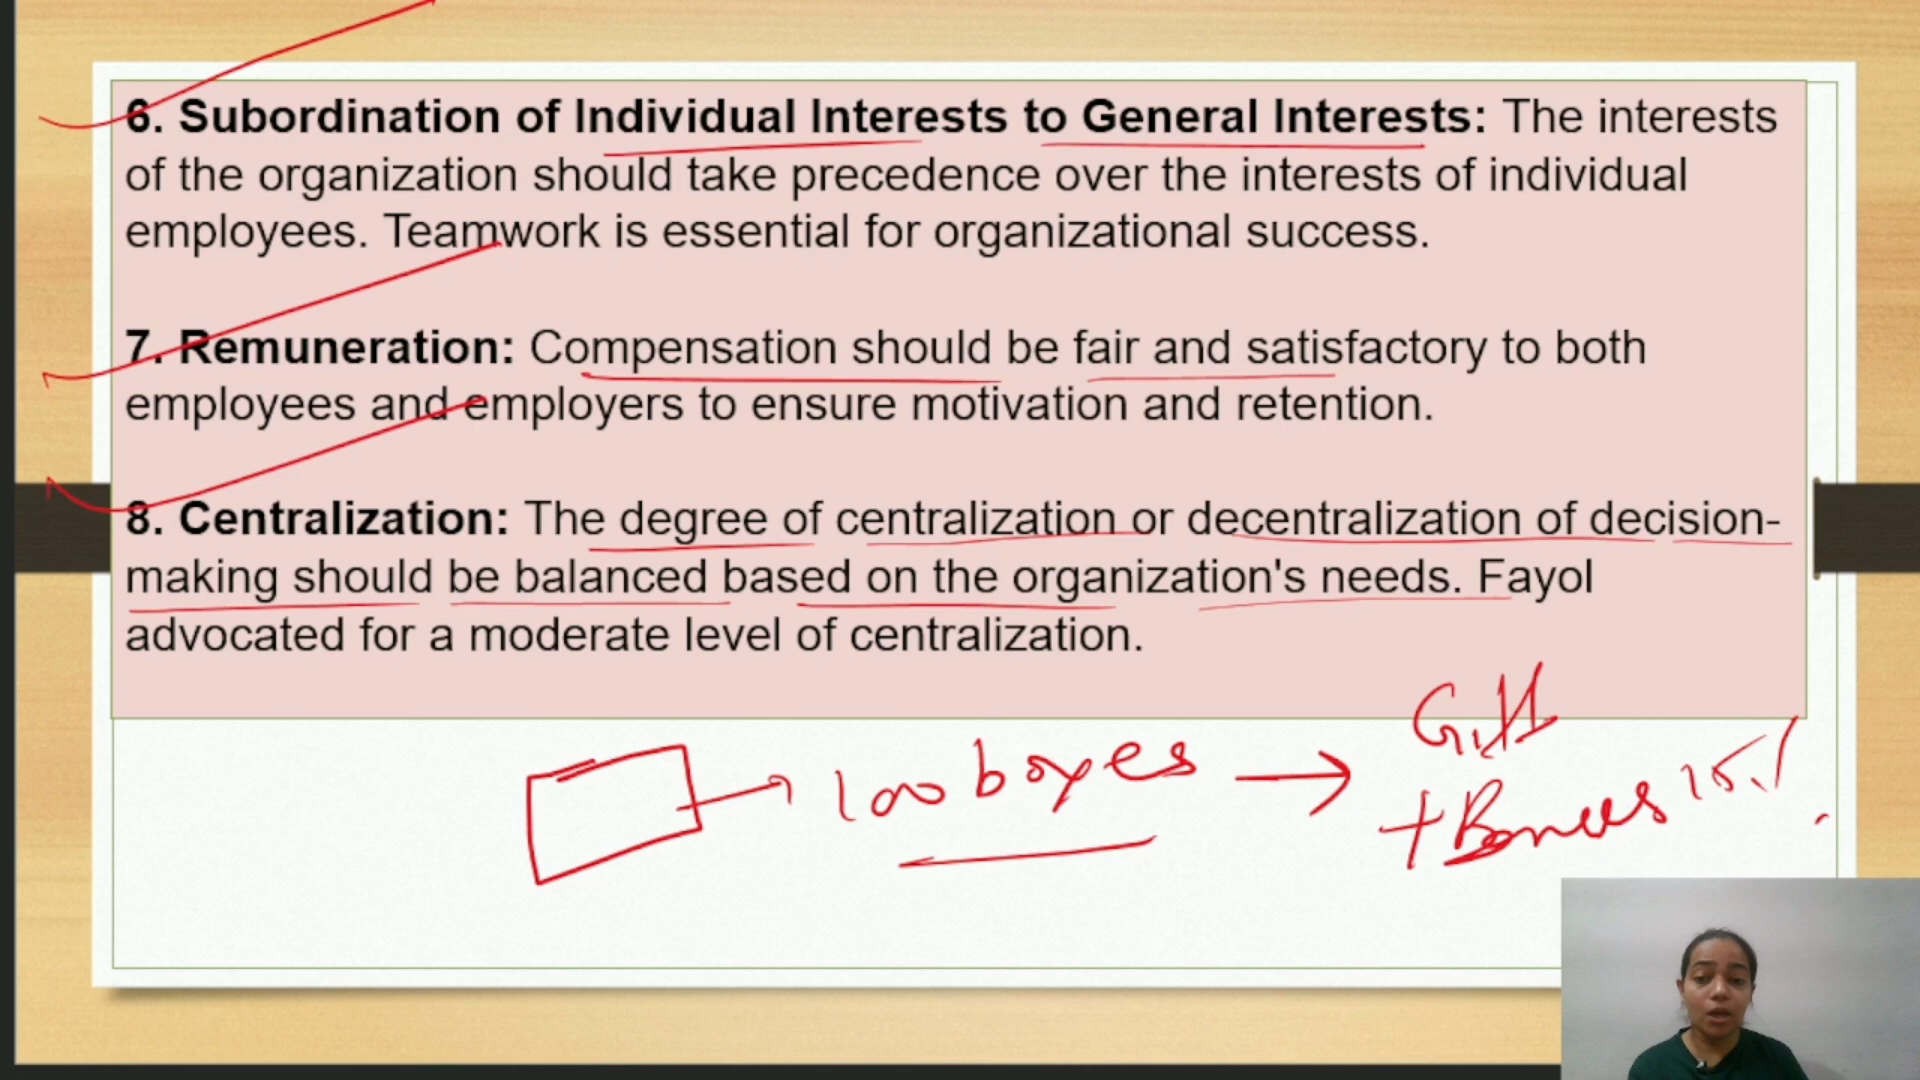 6. Subordination of Individual Interests to General Interests: The interests
of the organization should take precedence over the interests of individual
employees. Teamwork is essential for organizational success.
7. Remuneration: Compensation should be fair and satisfactory to both
employees and employers to ensure motivation and retention.
8. Centralization: The degree of centralization or decentralization of decision-
making should be balanced based on the organization's needs. Fayol
advocated for a moderate level of centralization.
Gift
100 boxes
+ Bonus 15%